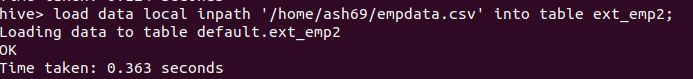 hive> load data local inpath '/home/ash69/empdata.csv' into table ext_emp2;
Loading data to table default.ext_emp2
OK
Time taken: 0.363 seconds